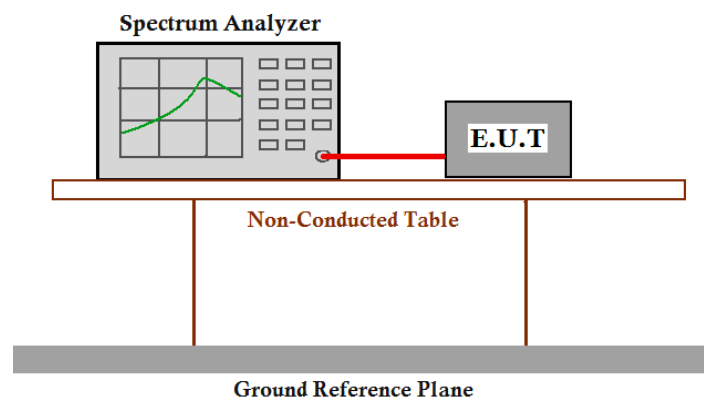 Spectrum Analyzer
E.U.T
Non-Conducted Table
Ground Reference Plane